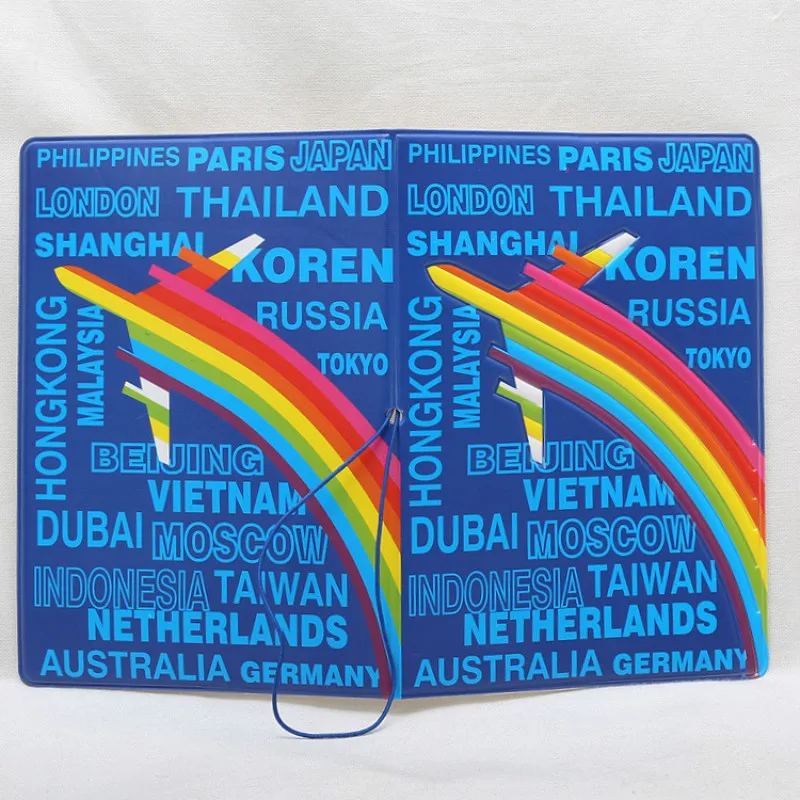 PHILIPPINES PARIS JAPAN
LONDON THAILAND
SHANGHAI KOREN
HONGKONG
MALAYSIA
RUSSIA
TOKYO
BEIJING
VIETNAM
DUBAI MOSCOW
INDONESIA TAIWAN
NETHERLANDS
AUSTRALIA GERMANY
PHILIPPINES PARIS JAPAN
LONDON THAILAND
SHANGHAI KOREN
HONGKONG
MALAYSIA
RUSSIA
TOKYO
BEIJING
VIETNAM
DUBAI MOSCOW
INDONESIA TAIWAN
NETHERLANDS
AUSTRALIA GERMANY